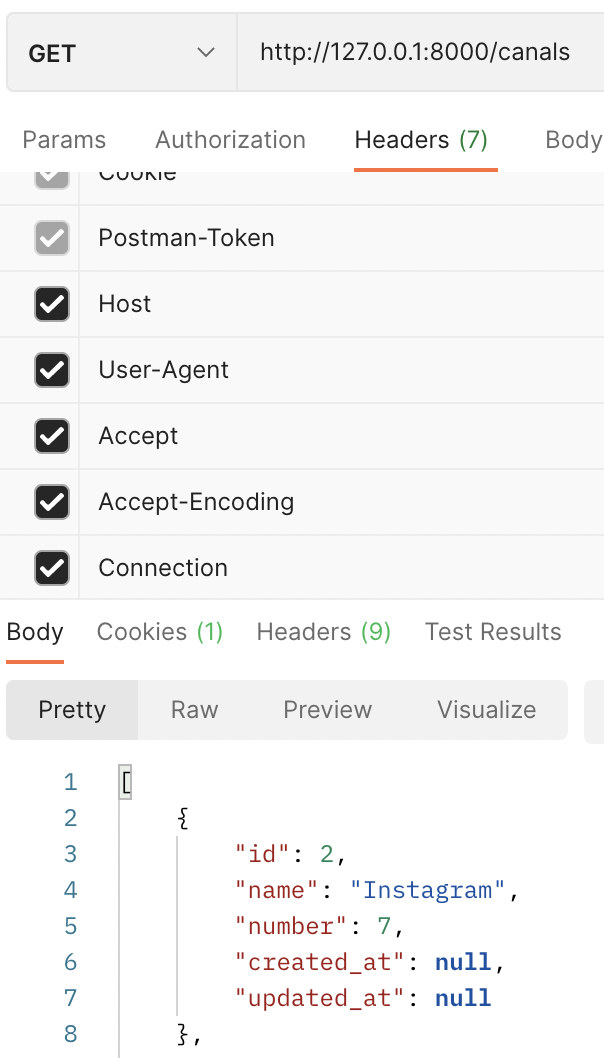 GET http://127.0.0.1:8000/canals
Params Authorization Headers (7) Body
Cookie
Postman-Token
Host
User-Agent
Accept
Accept-Encoding
Connection
Body Cookies (1) Headers (9) Test Results
Pretty Raw Preview Visualize
1 [
2 {
3 "id": 2,
4 "name": "Instagram",
5 "number": 7,
6 "created_at": null,
7 "updated_at": null
8 },